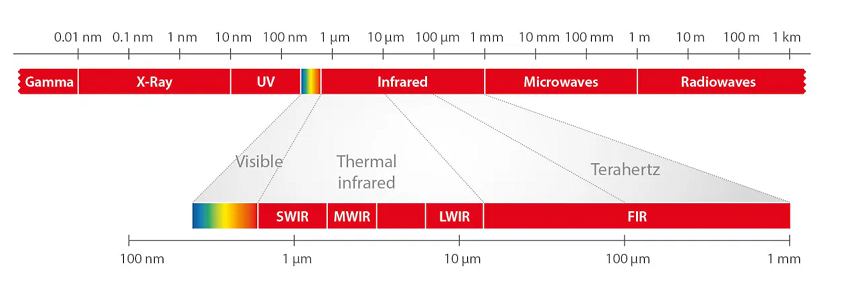 0.01 nm 0.1 nm 1 nm 10 nm 100 nm 1 µm 10 µm 100 µm 1 mm 10 mm 100 mm 1 m 10 m 100 m 1 km
Gamma X-Ray UV Infrared Microwaves Radiowaves
Visible Thermal infrared Terahertz
SWIR MWIR LWIR FIR
100 nm 1 µm 10 µm 100 µm 1 mm